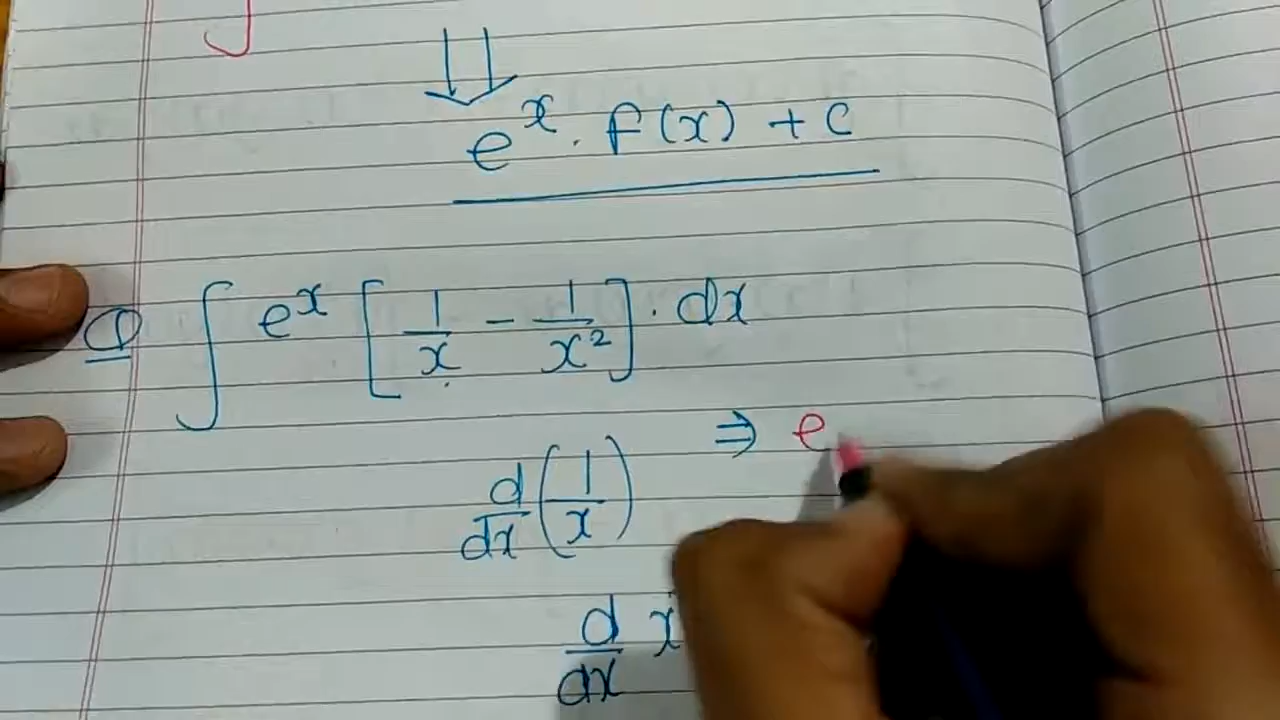 e^x . f(x) + c
Q ∫ e^x [1/x - 1/x²] . dx
d/dx (1/x) ⇒ e
d/dx x